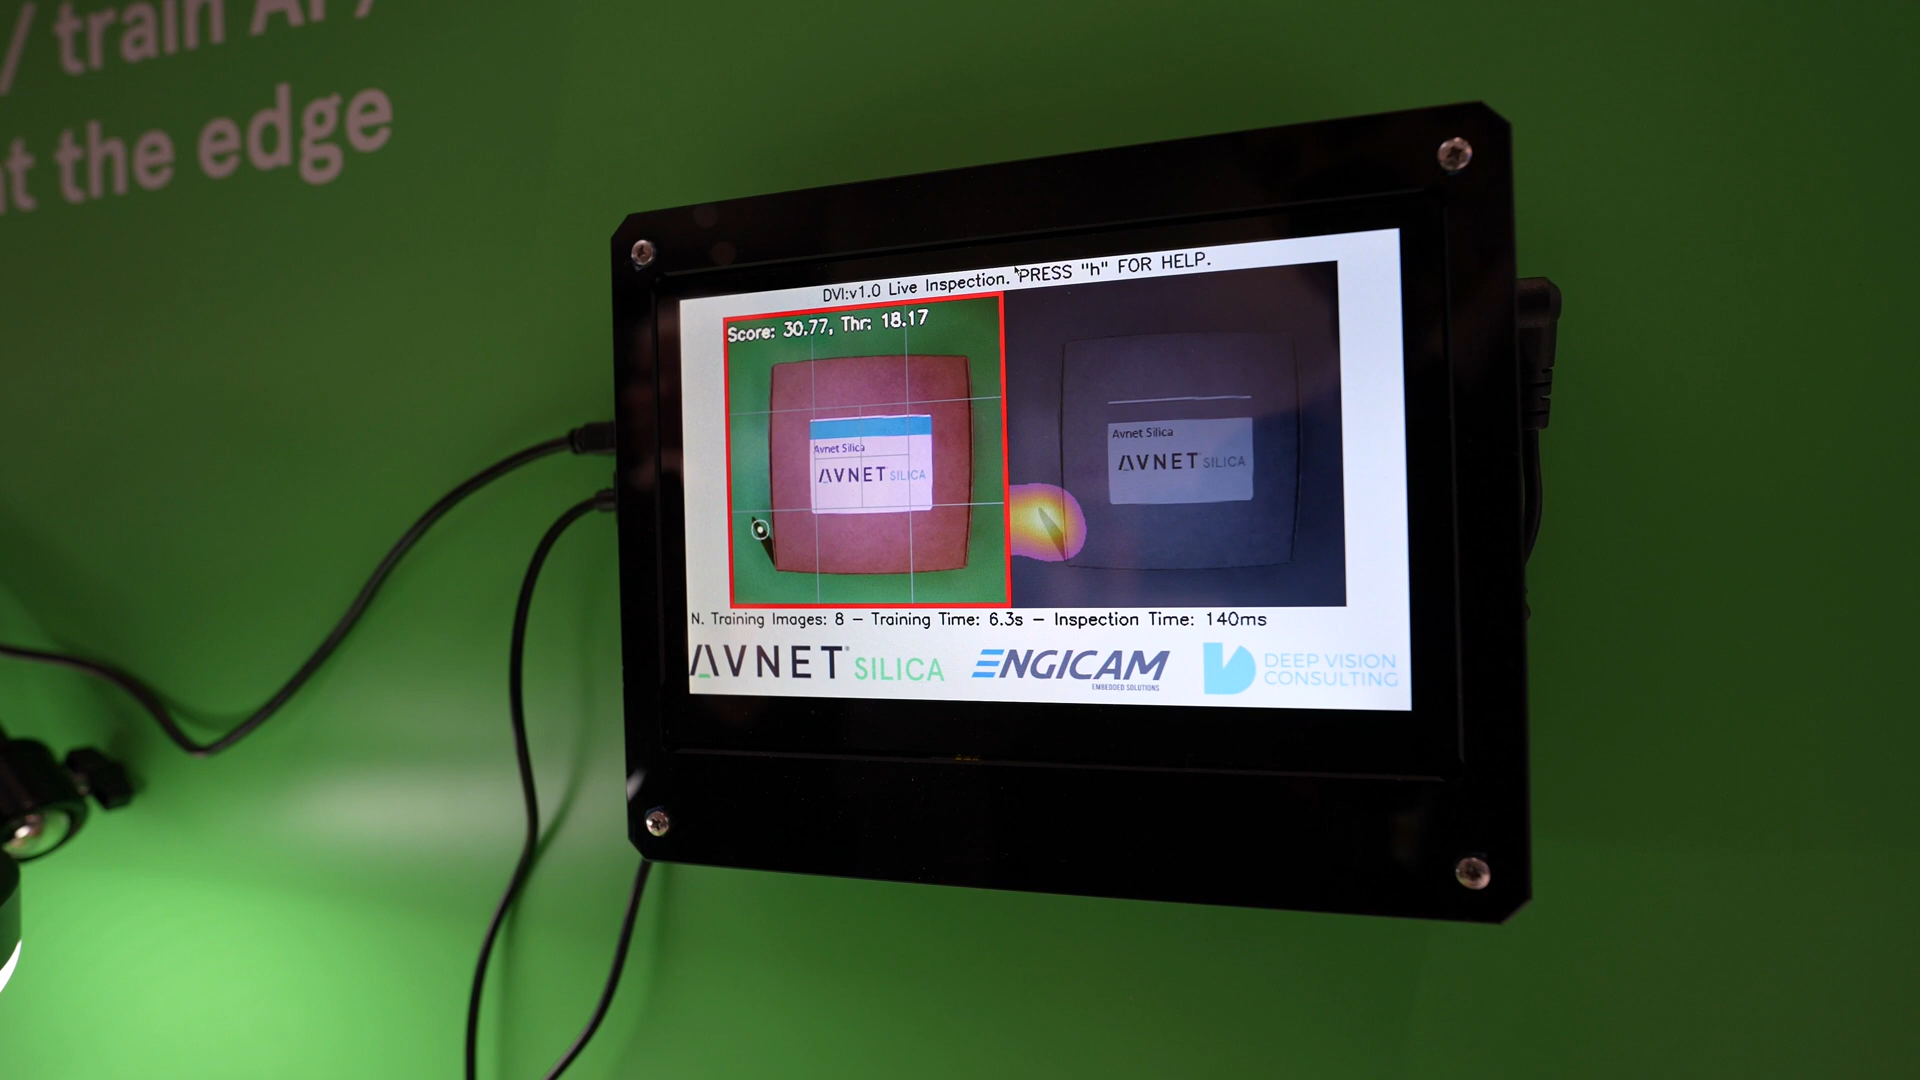 / train AI /
at the edge
DVI:v1.0 Live Inspection. PRESS "h" FOR HELP.
Score: 30.77, Thr: 18.17
Avnet Silica
AVNET SILICA
Avnet Silica
AVNET SILICA
N. Training Images: 8 – Training Time: 6.3s – Inspection Time: 140ms
AVNET® SILICA
ENGICAM
EMBEDDED SOLUTIONS
DEEP VISION
CONSULTING